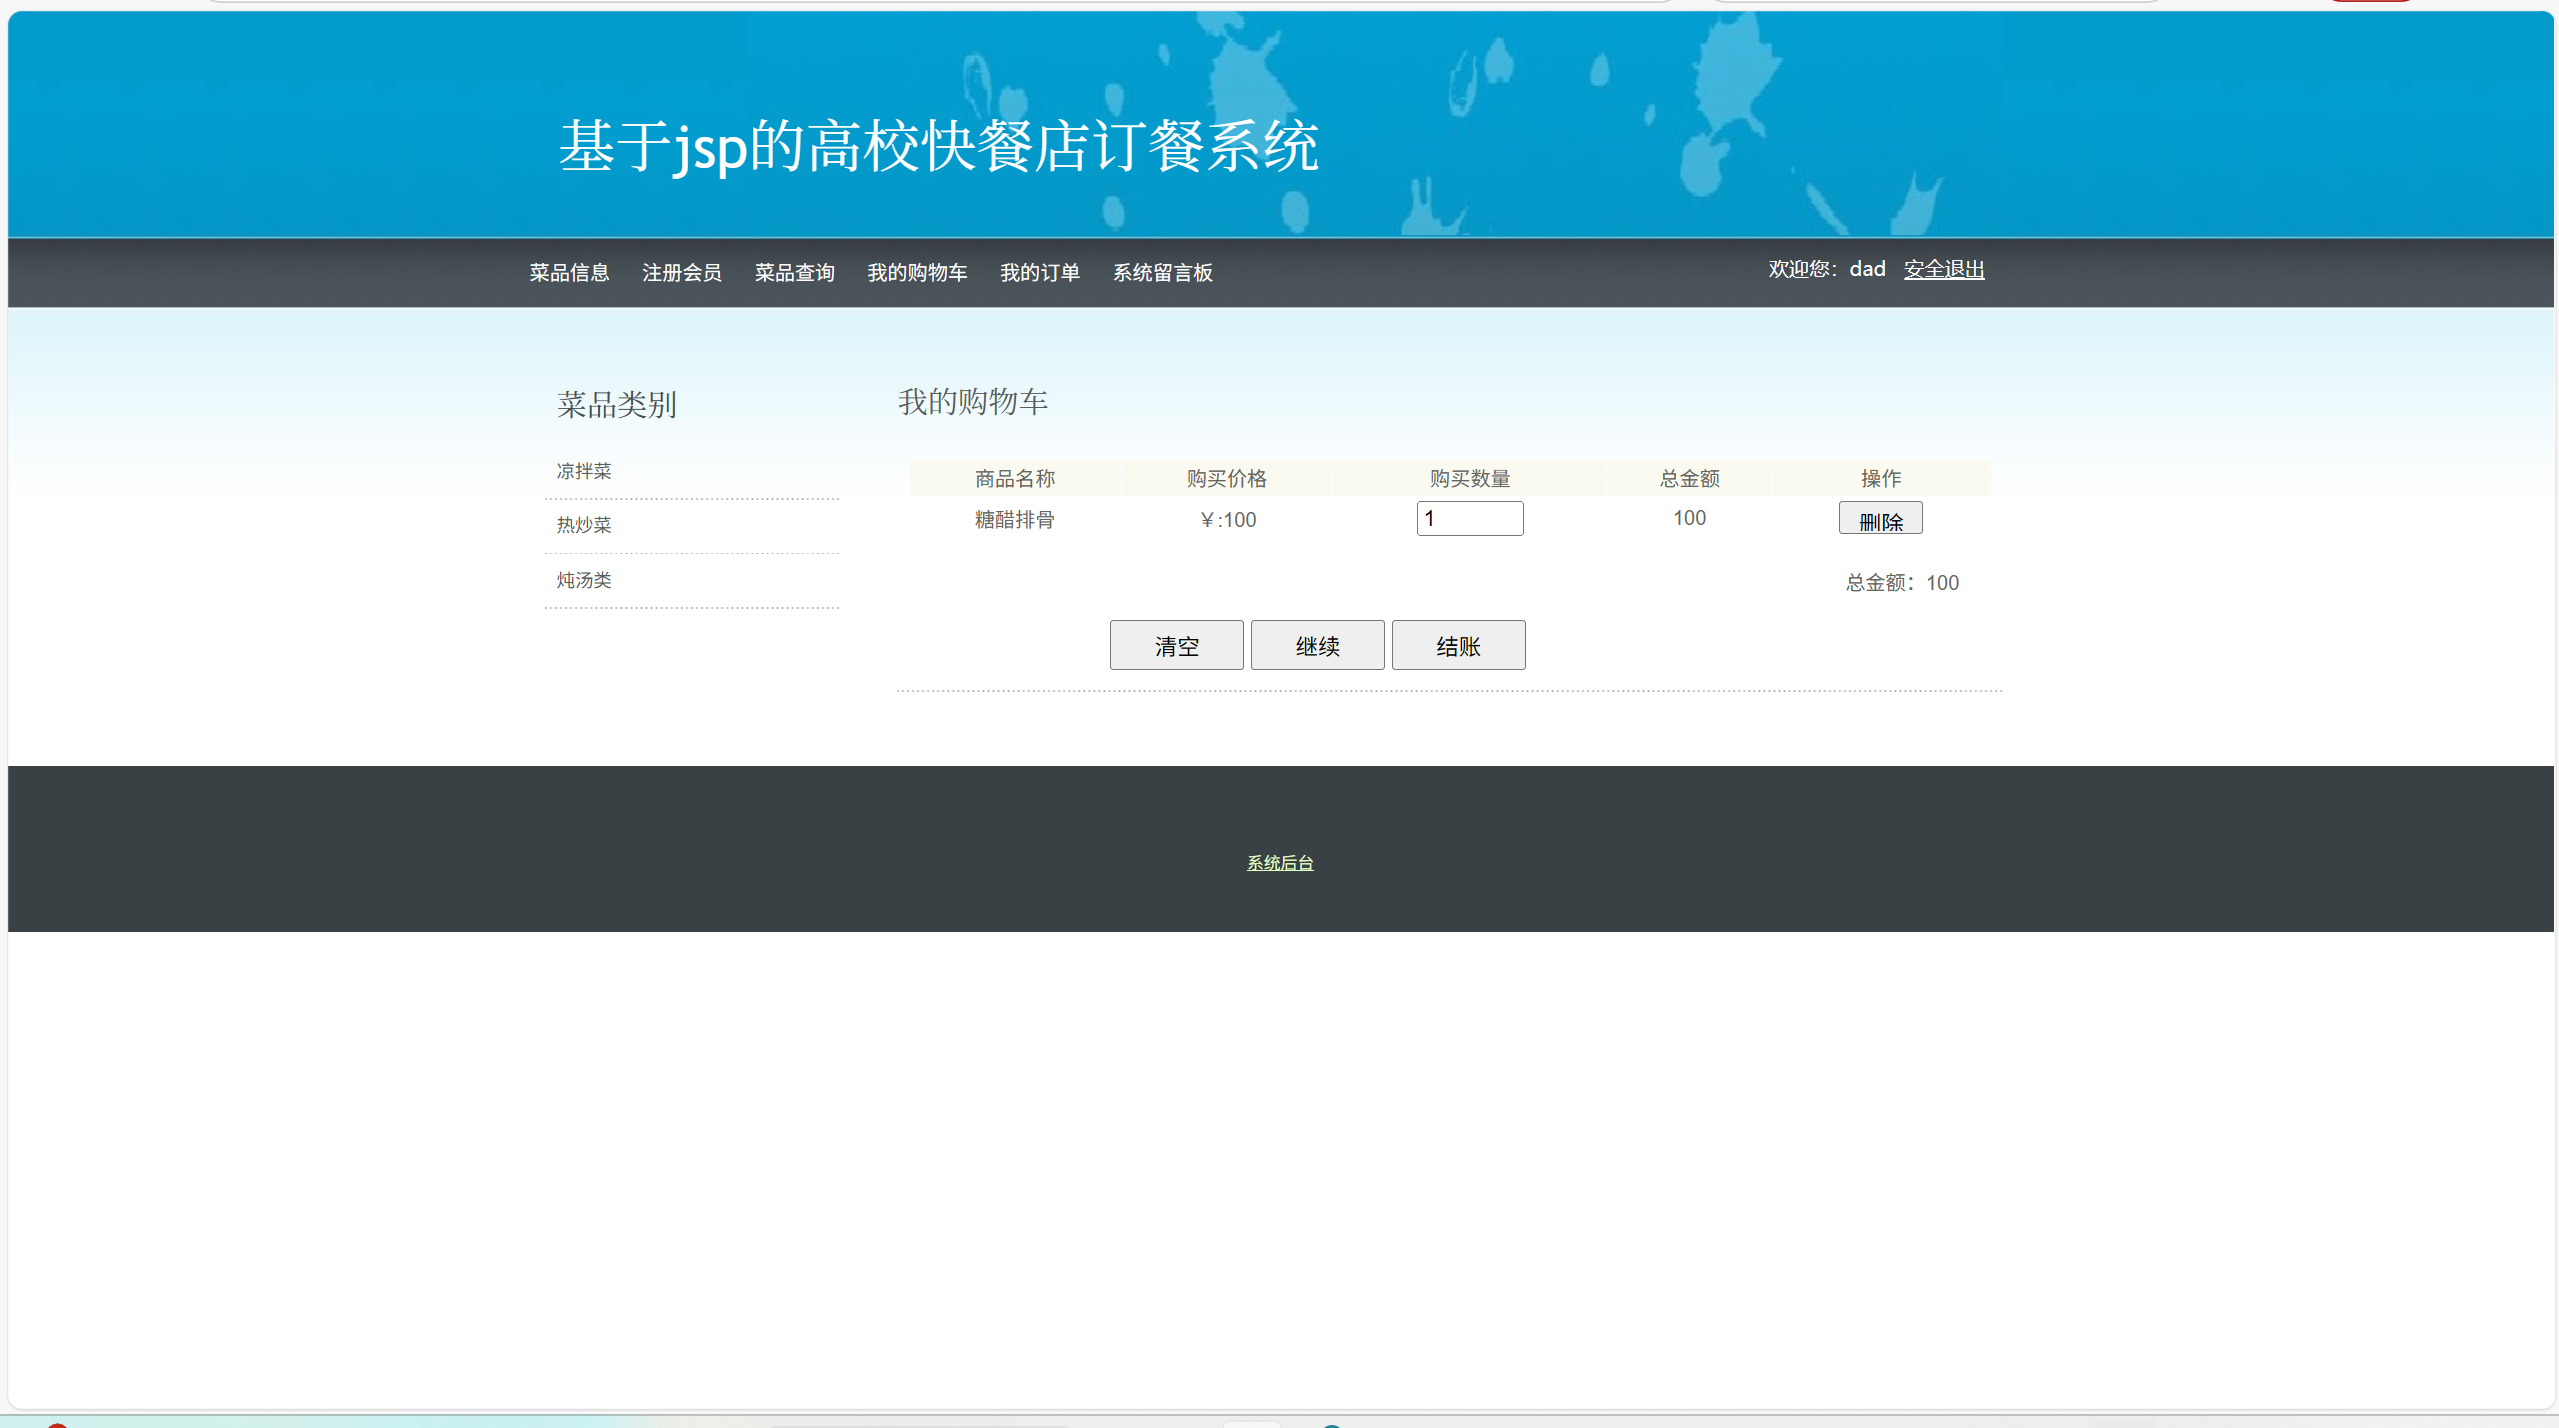 基于jsp的高校快餐店订餐系统
菜品信息 注册会员 菜品查询 我的购物车 我的订单 系统留言板 欢迎您：dad 安全退出
菜品类别
凉拌菜
热炒菜
炖汤类
我的购物车
商品名称 购买价格 购买数量 总金额 操作
糖醋排骨 ￥:100 1 100 删除
总金额：100
清空 继续 结账
系统后台